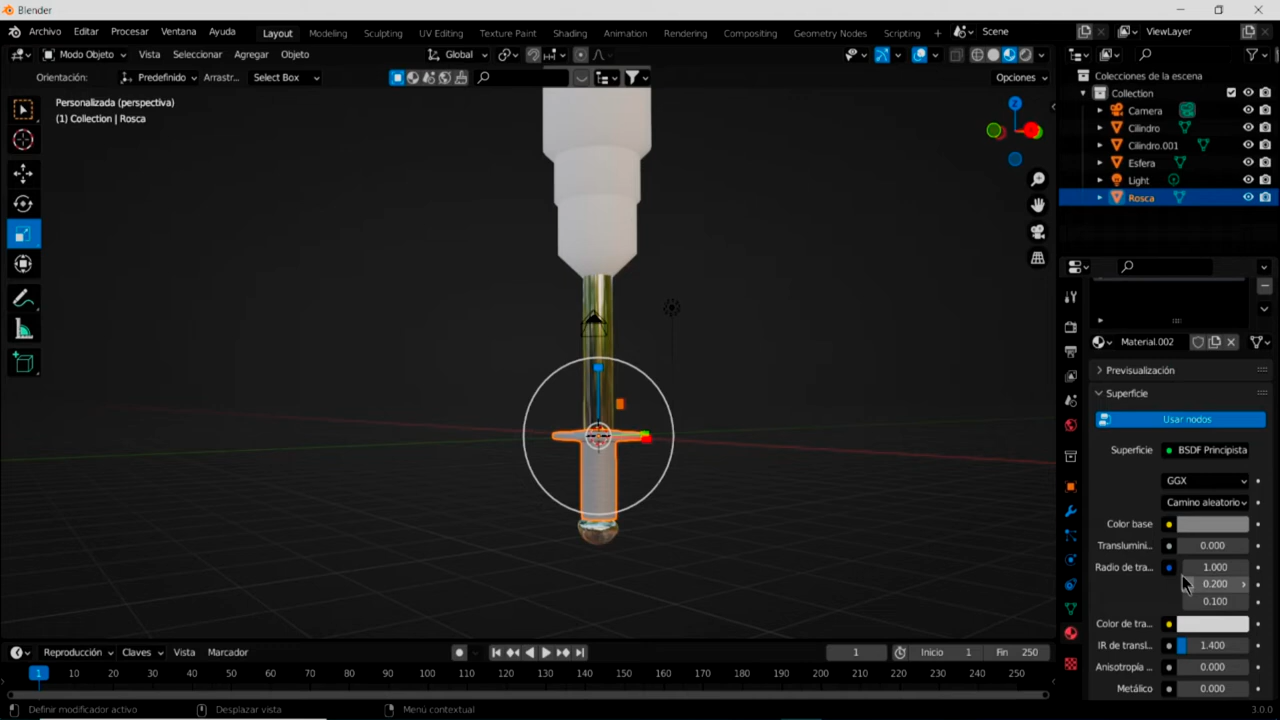 Blender
Archivo Editar Procesar Ventana Ayuda Layout Modeling Sculpting UV Editing Texture Paint Shading Animation Rendering Compositing Geometry Nodes Scripting + Scene ViewLayer
Modo Objeto Vista Seleccionar Agregar Objeto Global
Orientación: Predefinido Arrastr... Select Box Opciones
Personalizada (perspectiva)
(1) Collection | Rosca
Z
Colecciones de la escena
Collection
Camera
Cilindro
Cilindro.001
Esfera
Light
Rosca
Material.002
Previsualización
Superficie
Usar nodos
Superficie BSDF Principista
GGX
Camino aleatorio
Color base
Translumini... 0.000
Radio de tra... 1.000
0.200
0.100
Color de tra...
IR de transl... 1.400
Anisotropía 0.000
Metálico 0.000
Reproducción Claves Vista Marcador 1 Inicio 1 Fin 250
1 10 20 30 40 50 60 70 80 90 100 110 120 130 140 150 160 170 180 190 200 210 220 230 240 250
Definir modificador activo Desplazar vista Menú contextual 3.0.0